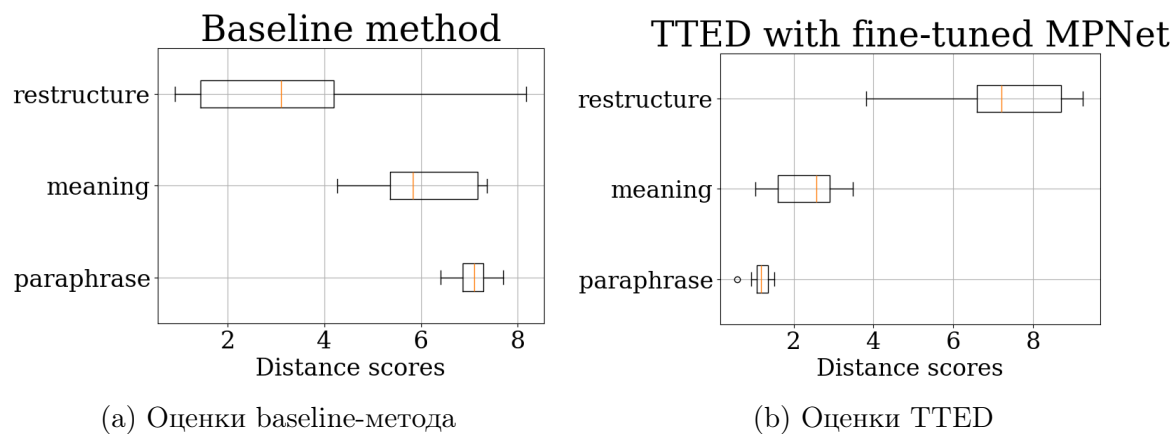 Baseline method
restructure
meaning
paraphrase
2 4 6 8
Distance scores
(a) Оценки baseline-метода
TTED with fine-tuned MPNet
restructure
meaning
paraphrase
2 4 6 8
Distance scores
(b) Оценки TTED